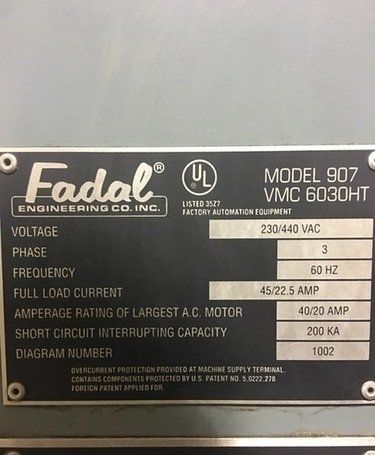 Fadal®
ENGINEERING CO. INC.
UL
LISTED 35Z7
FACTORY AUTOMATION EQUIPMENT
MODEL 907
VMC 6030HT
VOLTAGE 230/440 VAC
PHASE 3
FREQUENCY 60 HZ
FULL LOAD CURRENT 45/22.5 AMP
AMPERAGE RATING OF LARGEST A.C. MOTOR 40/20 AMP
SHORT CIRCUIT INTERRUPTING CAPACITY 200 KA
DIAGRAM NUMBER 1002
OVERCURRENT PROTECTION PROVIDED AT MACHINE SUPPLY TERMINAL.
CONTAINS COMPONENTS PROTECTED BY U.S. PATENT NO. 5,0222,278
FOREIGN PATENT APPLIED FOR.